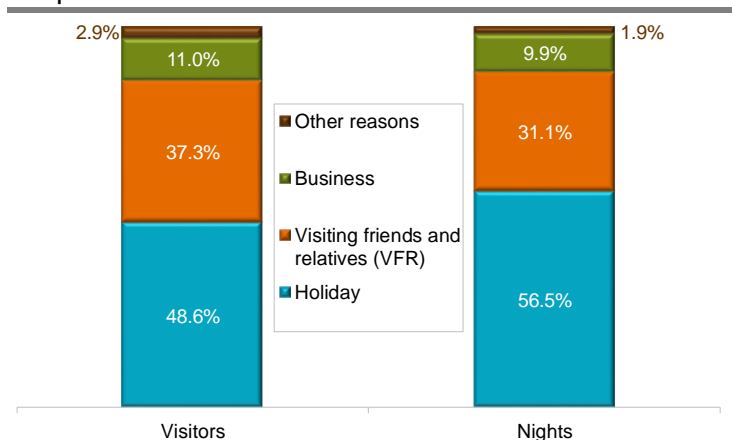 2.9%
1.9%
11.0%
9.9%
Other reasons
37.3%
31.1%
Business
Visiting friends and
relatives (VFR)
Holiday
48.6%
56.5%
Visitors
Nights